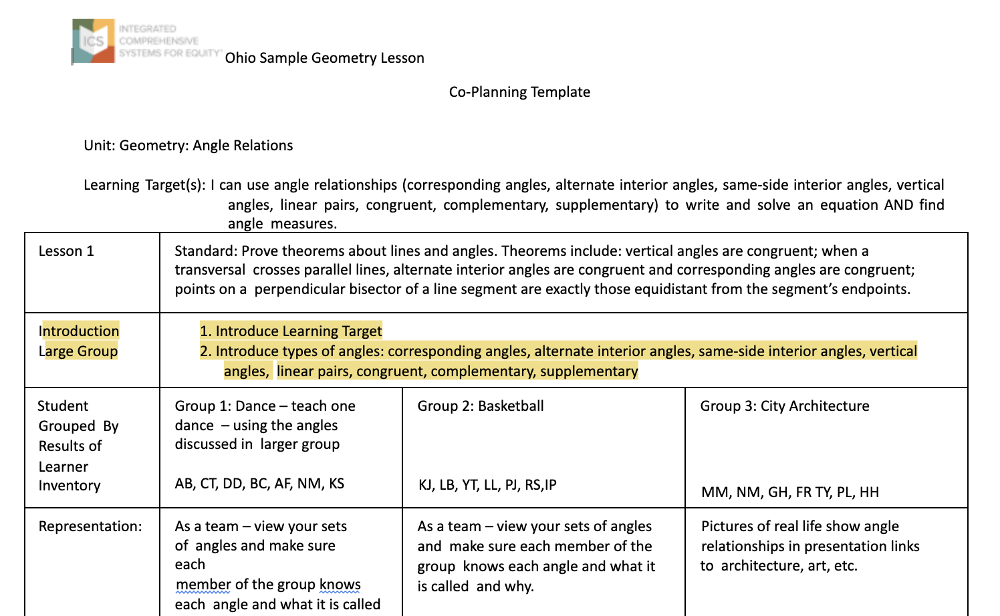 ICS
INTEGRATED
COMPREHENSIVE
SYSTEMS FOR EQUITY™
Ohio Sample Geometry Lesson
Co-Planning Template
Unit: Geometry: Angle Relations
Learning Target(s): I can use angle relationships (corresponding angles, alternate interior angles, same-side interior angles, vertical
angles, linear pairs, congruent, complementary, supplementary) to write and solve an equation AND find
angle measures.
Lesson 1
Standard: Prove theorems about lines and angles. Theorems include: vertical angles are congruent; when a
transversal crosses parallel lines, alternate interior angles are congruent and corresponding angles are congruent;
points on a perpendicular bisector of a line segment are exactly those equidistant from the segment’s endpoints.
Introduction
Large Group
1. Introduce Learning Target
2. Introduce types of angles: corresponding angles, alternate interior angles, same-side interior angles, vertical
angles, linear pairs, congruent, complementary, supplementary
Student
Grouped By
Results of
Learner
Inventory
Group 1: Dance – teach one
dance – using the angles
discussed in larger group
AB, CT, DD, BC, AF, NM, KS
Group 2: Basketball
KJ, LB, YT, LL, PJ, RS,IP
Group 3: City Architecture
MM, NM, GH, FR TY, PL, HH
Representation:
As a team – view your sets
of angles and make sure
each
member of the group knows
each angle and what it is called
As a team – view your sets of angles
and make sure each member of the
group knows each angle and what it
is called and why.
Pictures of real life show angle
relationships in presentation links
to architecture, art, etc.